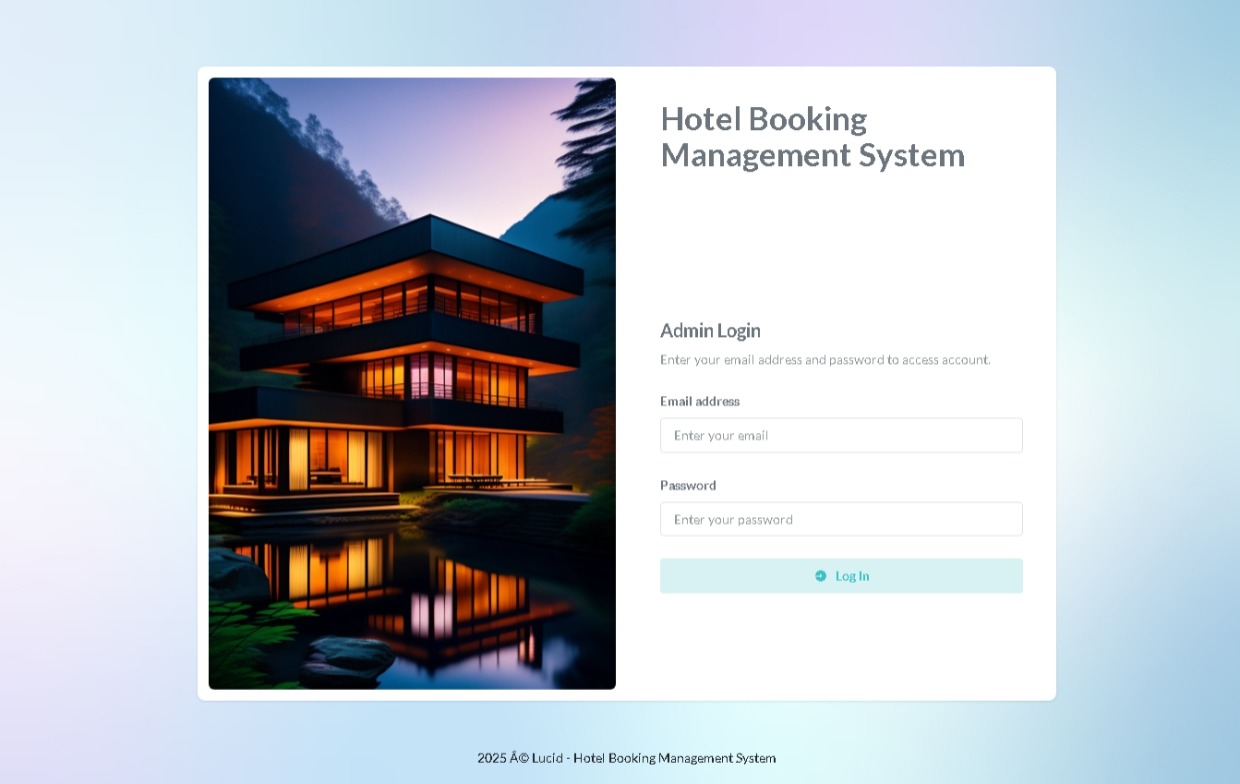 Hotel Booking
Management System
Admin Login
Enter your email address and password to access account.
Email address
Enter your email
Password
Enter your password
Log In
2025 Â© Lucid - Hotel Booking Management System